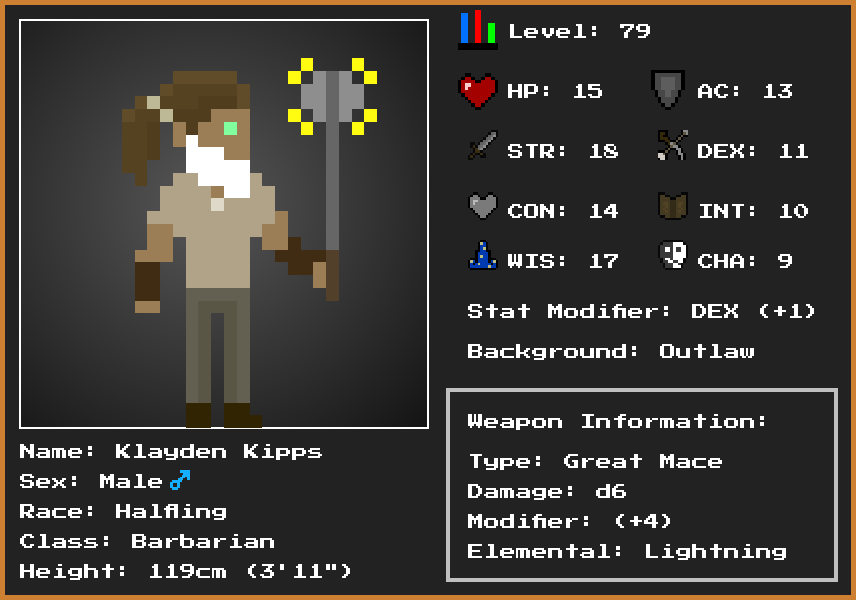 Level: 79
HP: 15
AC: 13
STR: 18
DEX: 11
CON: 14
INT: 10
WIS: 17
CHA: 9
Stat Modifier: DEX (+1)
Background: Outlaw
Weapon Information:
Type: Great Mace
Damage: d6
Modifier: (+4)
Elemental: Lightning
Name: Klayden Kipps
Sex: Male ♂
Race: Halfling
Class: Barbarian
Height: 119cm (3'11")